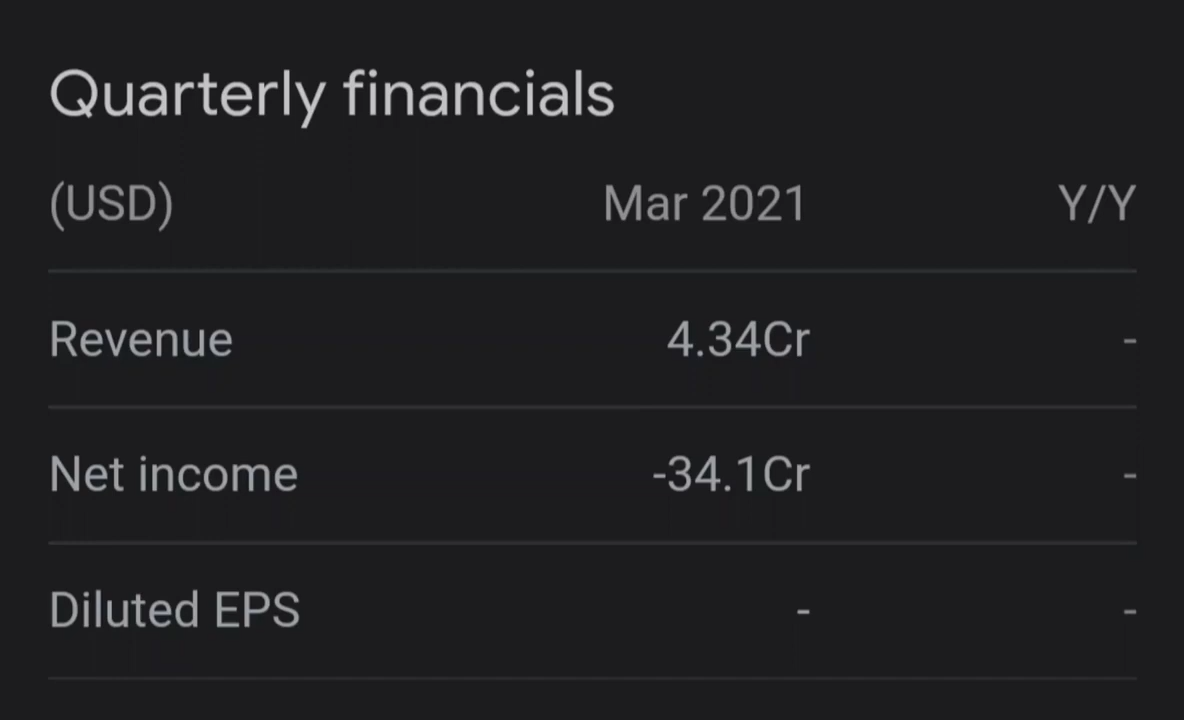 Quarterly financials
(USD) Mar 2021 Y/Y
Revenue 4.34Cr -
Net income -34.1Cr -
Diluted EPS - -